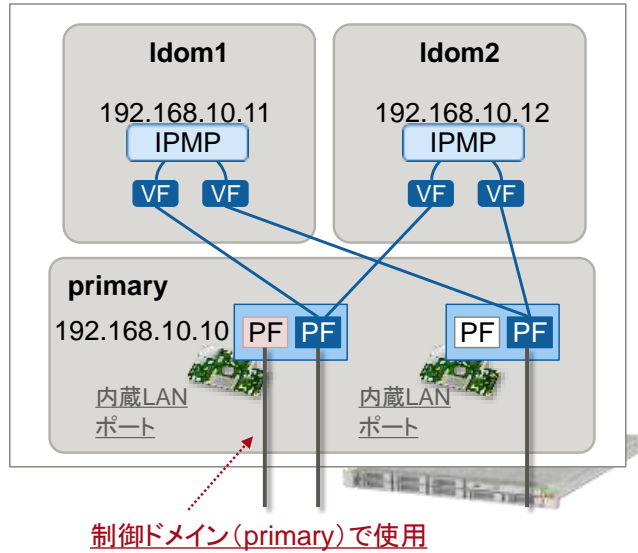 ldom1
ldom2
192.168.10.11
192.168.10.12
IPMP
IPMP
VF
VF
VF
VF
primary
192.168.10.10
PF
PF
PF
PF
内蔵LAN
ポート
内蔵LAN
ポート
制御ドメイン（primary）で使用